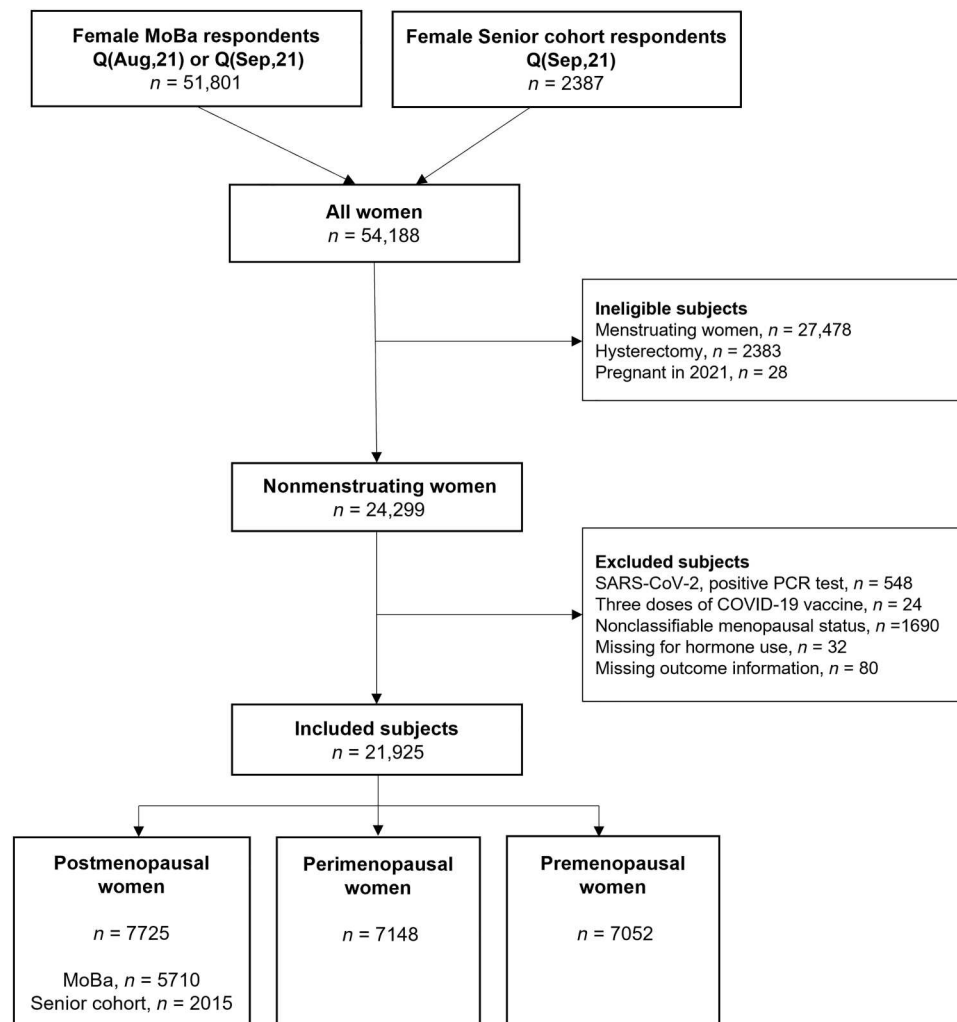 Female MoBa respondents
Q(Aug,21) or Q(Sep,21)
n = 51,801
Female Senior cohort respondents
Q(Sep,21)
n = 2387
All women
n = 54,188
Ineligible subjects
Menstruating women, n = 27,478
Hysterectomy, n = 2383
Pregnant in 2021, n = 28
Nonmenstruating women
n = 24,299
Excluded subjects
SARS-CoV-2, positive PCR test, n = 548
Three doses of COVID-19 vaccine, n = 24
Nonclassifiable menopausal status, n =1690
Missing for hormone use, n = 32
Missing outcome information, n = 80
Included subjects
n = 21,925
Postmenopausal
women
n = 7725
MoBa, n = 5710
Senior cohort, n = 2015
Perimenopausal
women
n = 7148
Premenopausal
women
n = 7052